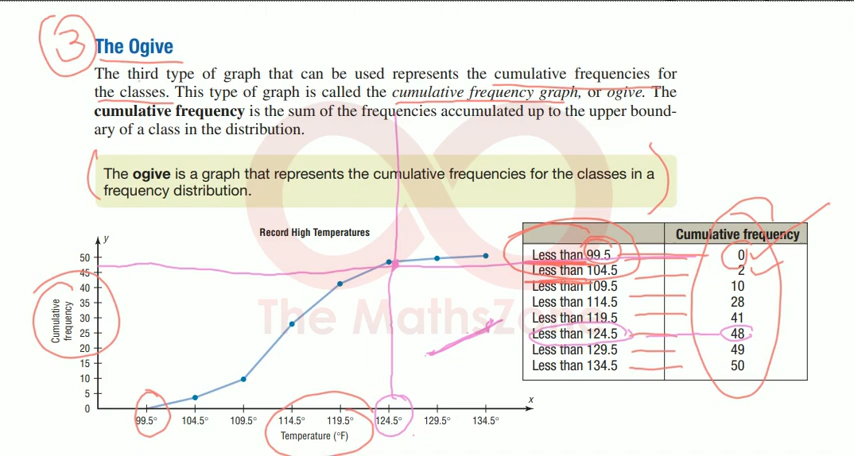 3 The Ogive
The third type of graph that can be used represents the cumulative frequencies for
the classes. This type of graph is called the cumulative frequency graph, or ogive. The
cumulative frequency is the sum of the frequencies accumulated up to the upper bound-
ary of a class in the distribution.
The ogive is a graph that represents the cumulative frequencies for the classes in a
frequency distribution.
Record High Temperatures
y
50
45
40
35
30
25
20
15
10
5
0
Cumulative
frequency
99.5° 104.5° 109.5° 114.5° 119.5° 124.5° 129.5° 134.5°
x
Temperature (°F)
Cumulative frequency
Less than 99.5 0
Less than 104.5 2
Less than 109.5 10
Less than 114.5 28
Less than 119.5 41
Less than 124.5 48
Less than 129.5 49
Less than 134.5 50